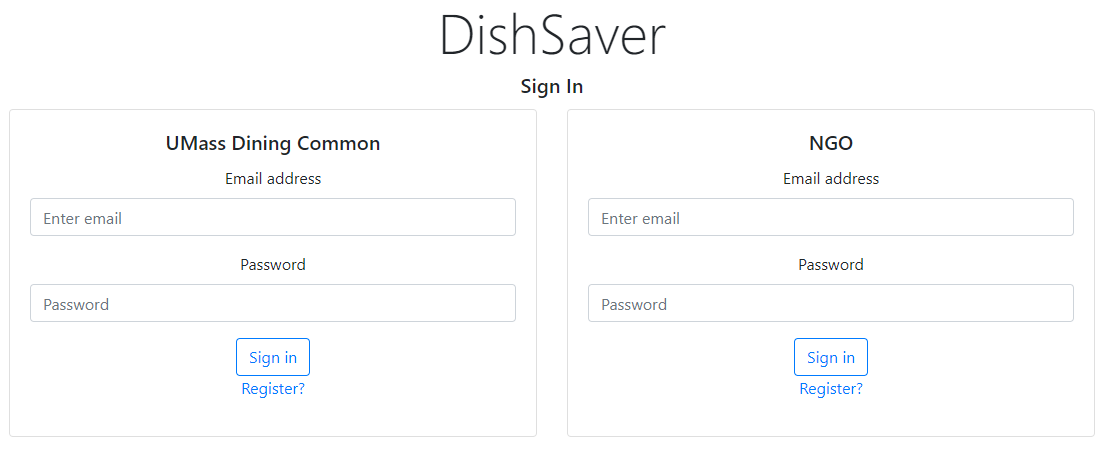 DishSaver
Sign In
UMass Dining Common
Email address
Enter email
Password
Password
Sign in
Register?
NGO
Email address
Enter email
Password
Password
Sign in
Register?